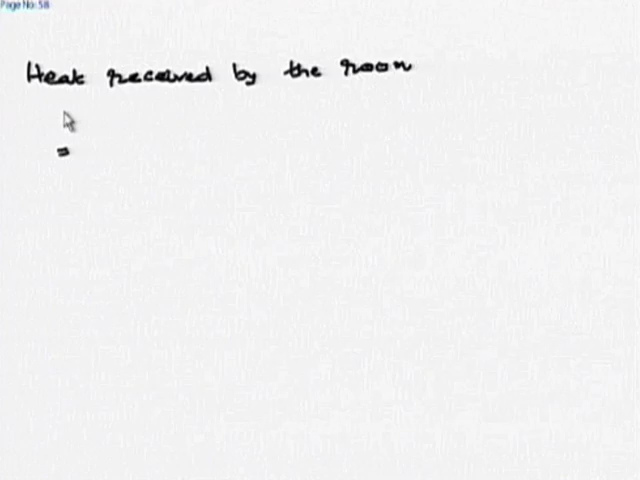 Page No: 58
Heat received by the room
=